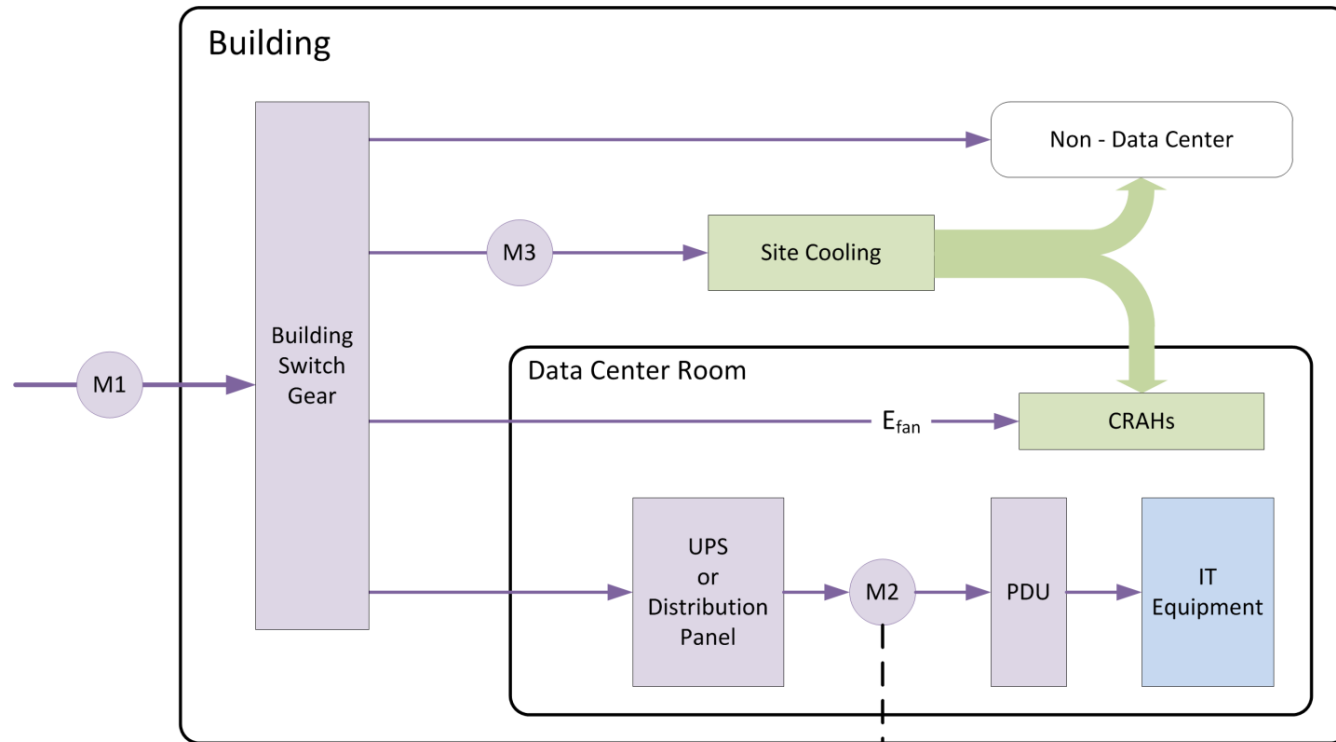 Building
Non - Data Center
M3
Site Cooling
Building
Switch
Gear
M1
Data Center Room
E_fan
CRAHs
UPS
or
Distribution
Panel
M2
PDU
IT
Equipment